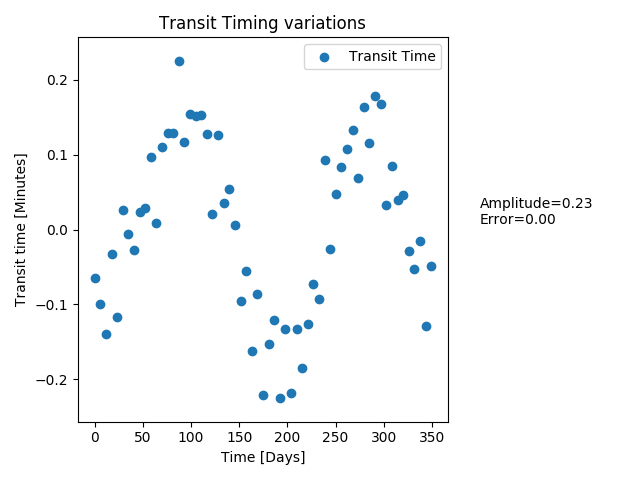 Transit Timing variations
Transit Time
Transit time [Minutes]
0.2
0.1
0.0
−0.1
−0.2
0
50
100
150
200
250
300
350
Time [Days]
Amplitude=0.23
Error=0.00